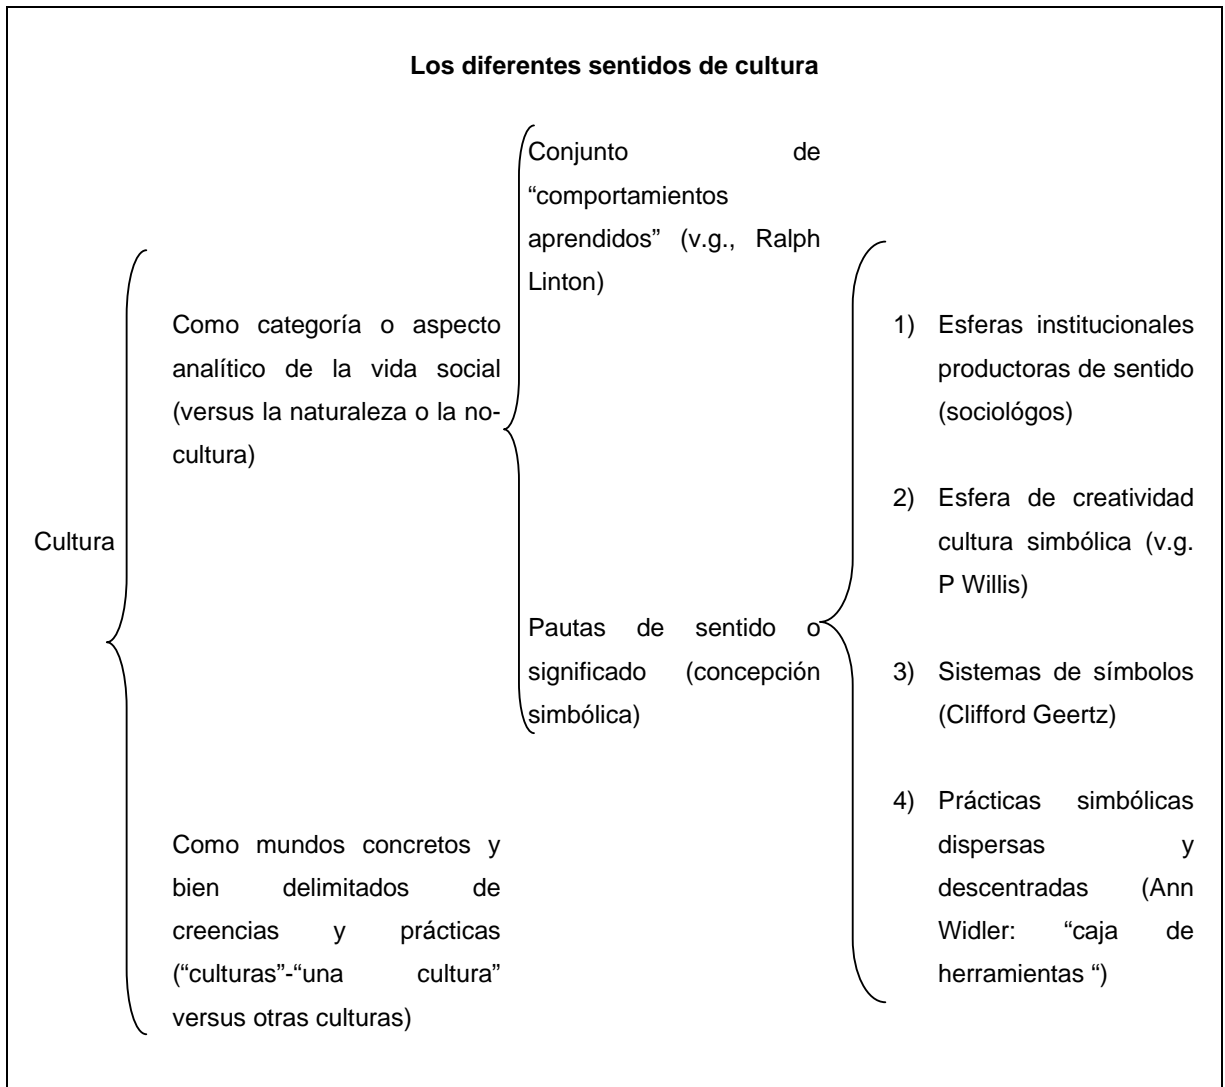 Los diferentes sentidos de cultura
Cultura
Como categoría o aspecto
analítico de la vida social
(versus la naturaleza o la no-
cultura)
Como mundos concretos y
bien delimitados de
creencias y prácticas
(“culturas”-“una cultura”
versus otras culturas)
Conjunto de
“comportamientos
aprendidos” (v.g., Ralph
Linton)
Pautas de sentido o
significado (concepción
simbólica)
1) Esferas institucionales
productoras de sentido
(sociológos)
2) Esfera de creatividad
cultura simbólica (v.g.
P Willis)
3) Sistemas de símbolos
(Clifford Geertz)
4) Prácticas simbólicas
dispersas y
descentradas (Ann
Widler: “caja de
herramientas “)